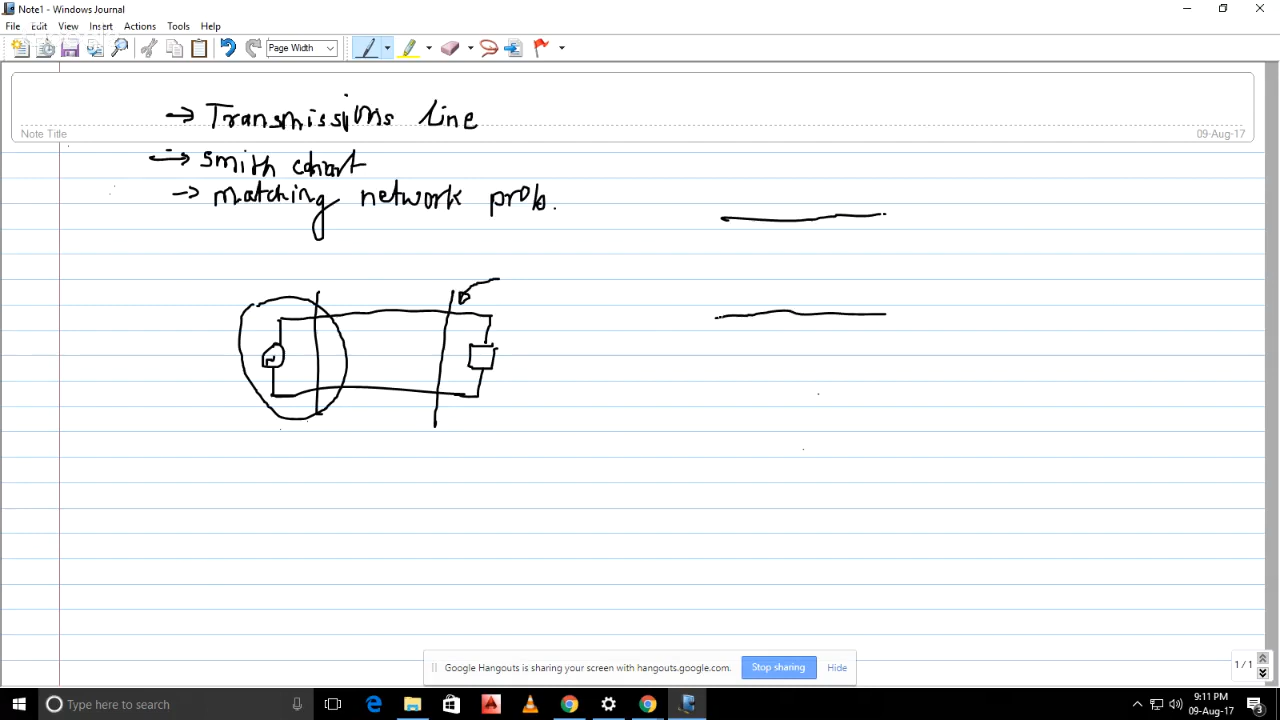 Note1 - Windows Journal
File Edit View Insert Actions Tools Help
Page Width
→ Transmissions Line
Note Title
09-Aug-17
→ Smith cohart
→ matching network prob.
Google Hangouts is sharing your screen with hangouts.google.com.
Stop sharing
Hide
1 / 1
Type here to search
9:11 PM
09-Aug-17
3